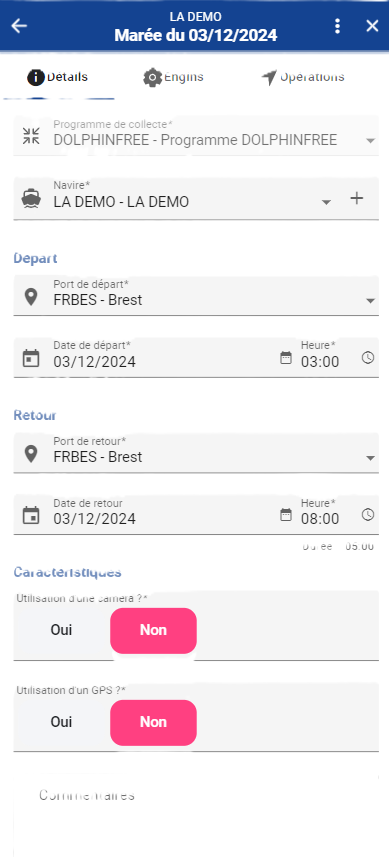 LA DEMO
Marée du 03/12/2024
Détails Engins Opérations
Programme de collecte*
DOLPHINFREE - Programme DOLPHINFREE
Navire*
LA DEMO - LA DEMO
Départ
Port de départ*
FRBES - Brest
Date de départ* Heure*
03/12/2024 03:00
Retour
Port de retour*
FRBES - Brest
Date de retour Heure*
03/12/2024 08:00
Durée 05:00
Caractéristiques
Utilisation d'une caméra ?*
Oui Non
Utilisation d'un GPS ?*
Oui Non
Commentaires